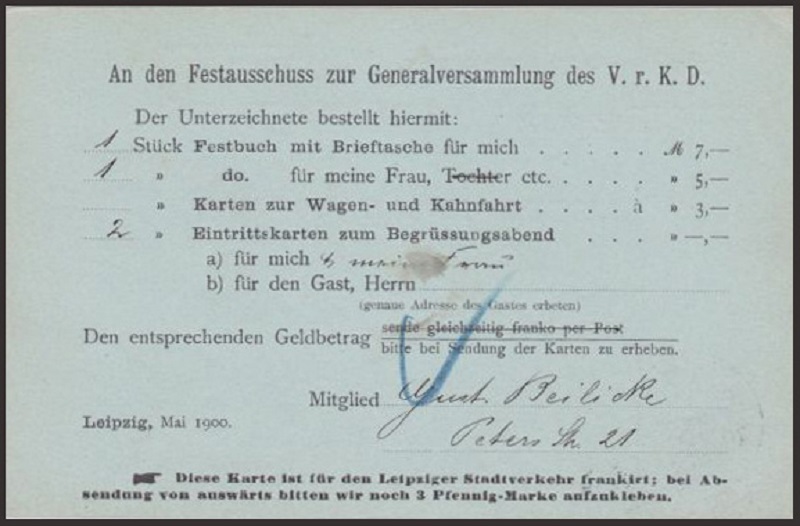 An den Festausschuss zur Generalversammlung des V. r. K. D.
Der Unterzeichnete bestellt hiermit:
1 Stück Festbuch mit Brieftasche für mich . . . . . M 7,—
1 » do. für meine Frau, Tochter etc. . . . . » 5,—
» Karten zur Wagen- und Kahnfahrt . . . . à » 3,—
2 » Eintrittskarten zum Begrüssungsabend . . . » —,—
a) für mich & meine Frau
b) für den Gast, Herrn
(genaue Adresse des Gastes erbeten)
Den entsprechenden Geldbetrag sende gleichzeitig franko per Post
bitte bei Sendung der Karten zu erheben.
Mitglied Gust. Beilicke
Leipzig, Mai 1900.
Peters Str. 21
Diese Karte ist für den Leipziger Stadtverkehr frankirt; bei Ab-
sendung von auswärts bitten wir noch 3 Pfennig-Marke aufzukleben.